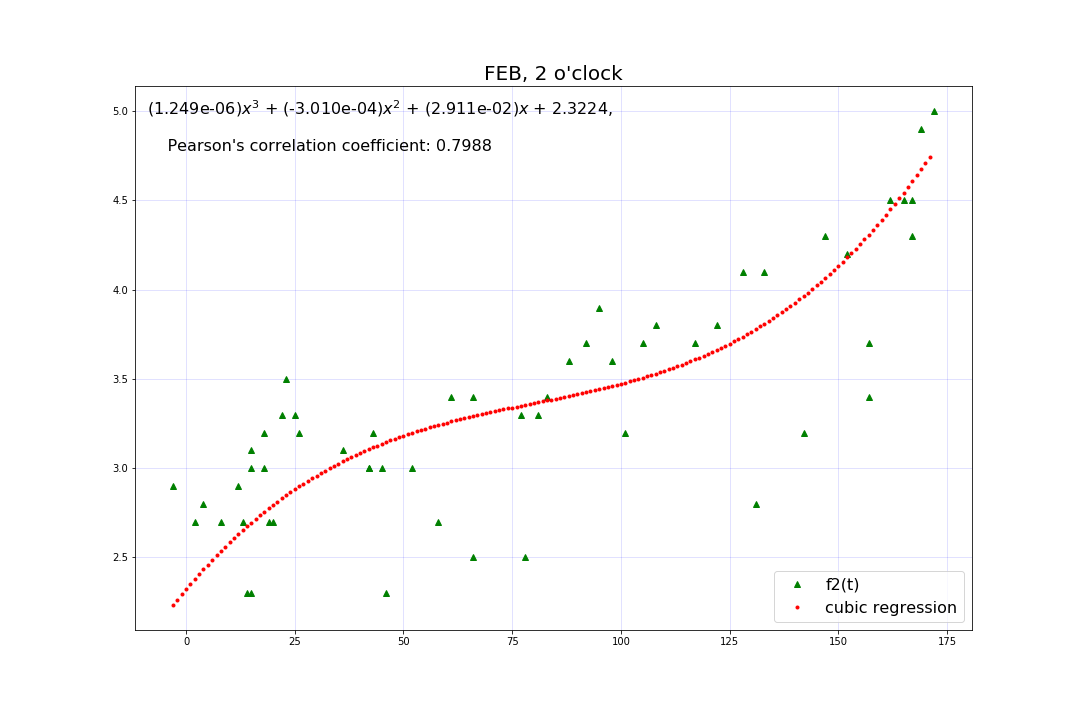 FEB, 2 o'clock
(1.249e-06)x³ + (-3.010e-04)x² + (2.911e-02)x + 2.3224,
Pearson's correlation coefficient: 0.7988
5.0
4.5
4.0
3.5
3.0
2.5
f2(t)
cubic regression
0 25 50 75 100 125 150 175